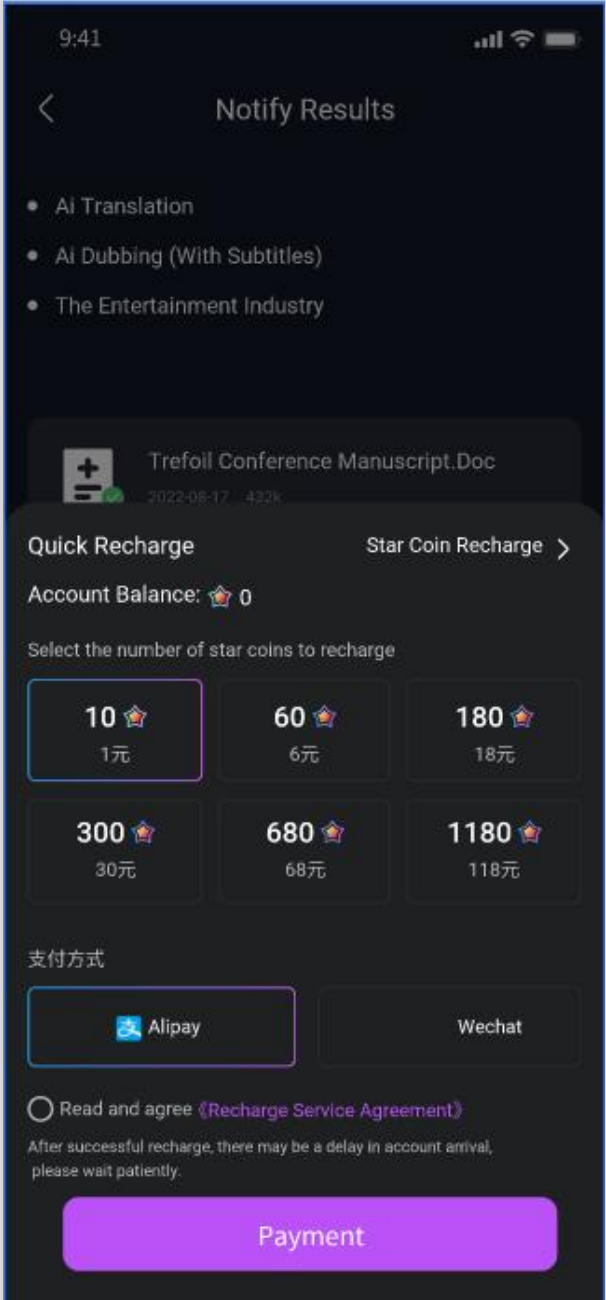 9:41
Notify Results
Ai Translation
Ai Dubbing (With Subtitles)
The Entertainment Industry
Trefoil Conference Manuscript.Doc
2022-08-17 432k
Quick Recharge Star Coin Recharge
Account Balance: 0
Select the number of star coins to recharge
10 60 180
1元 6元 18元
300 680 1180
30元 68元 118元
支付方式
Alipay Wechat
Read and agree 《Recharge Service Agreement》
After successful recharge, there may be a delay in account arrival,
please wait patiently.
Payment